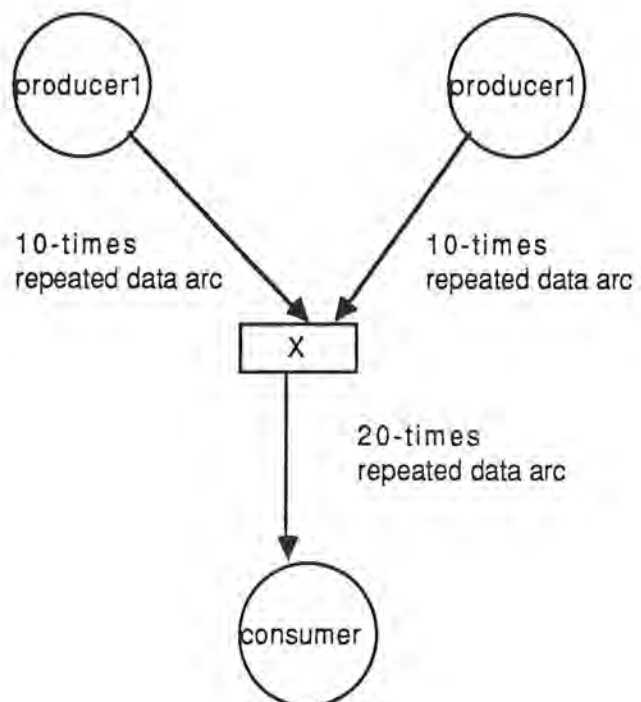 producer1
producer1
10-times
repeated data arc
10-times
repeated data arc
X
20-times
repeated data arc
consumer